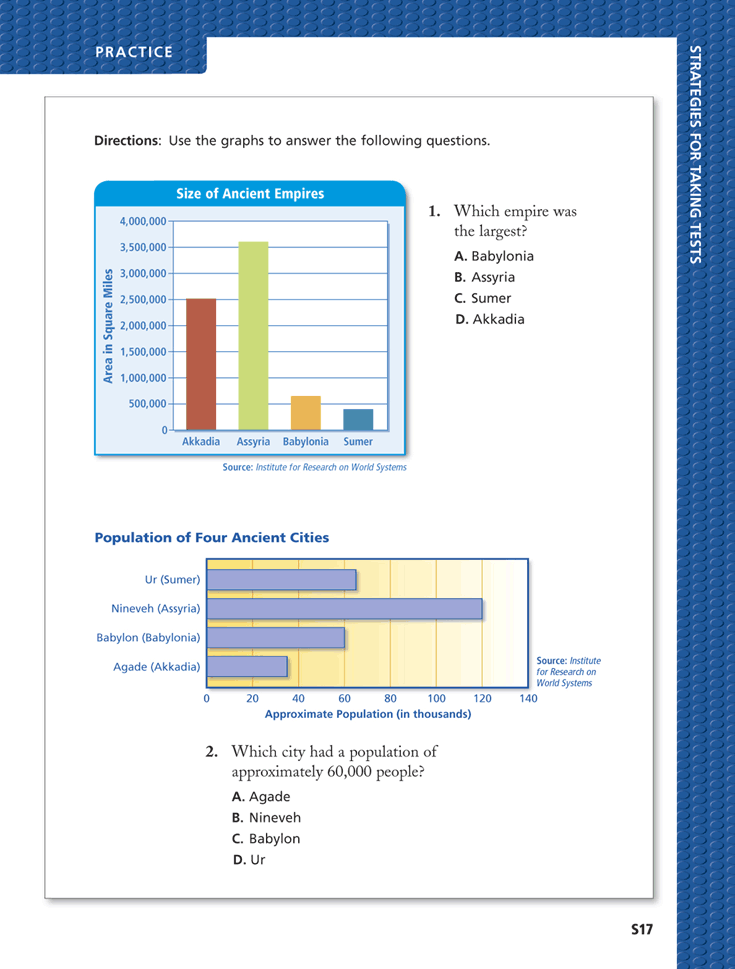 PRACTICE
STRATEGIES FOR TAKING TESTS
Directions: Use the graphs to answer the following questions.
Size of Ancient Empires
4,000,000
3,500,000
3,000,000
2,500,000
2,000,000
1,500,000
1,000,000
500,000
0
Area in Square Miles
Akkadia Assyria Babylonia Sumer
Source: Institute for Research on World Systems
1. Which empire was
the largest?
A. Babylonia
B. Assyria
C. Sumer
D. Akkadia
Population of Four Ancient Cities
Ur (Sumer)
Nineveh (Assyria)
Babylon (Babylonia)
Agade (Akkadia)
0 20 40 60 80 100 120 140
Approximate Population (in thousands)
Source: Institute
for Research on
World Systems
2. Which city had a population of
approximately 60,000 people?
A. Agade
B. Nineveh
C. Babylon
D. Ur
S17